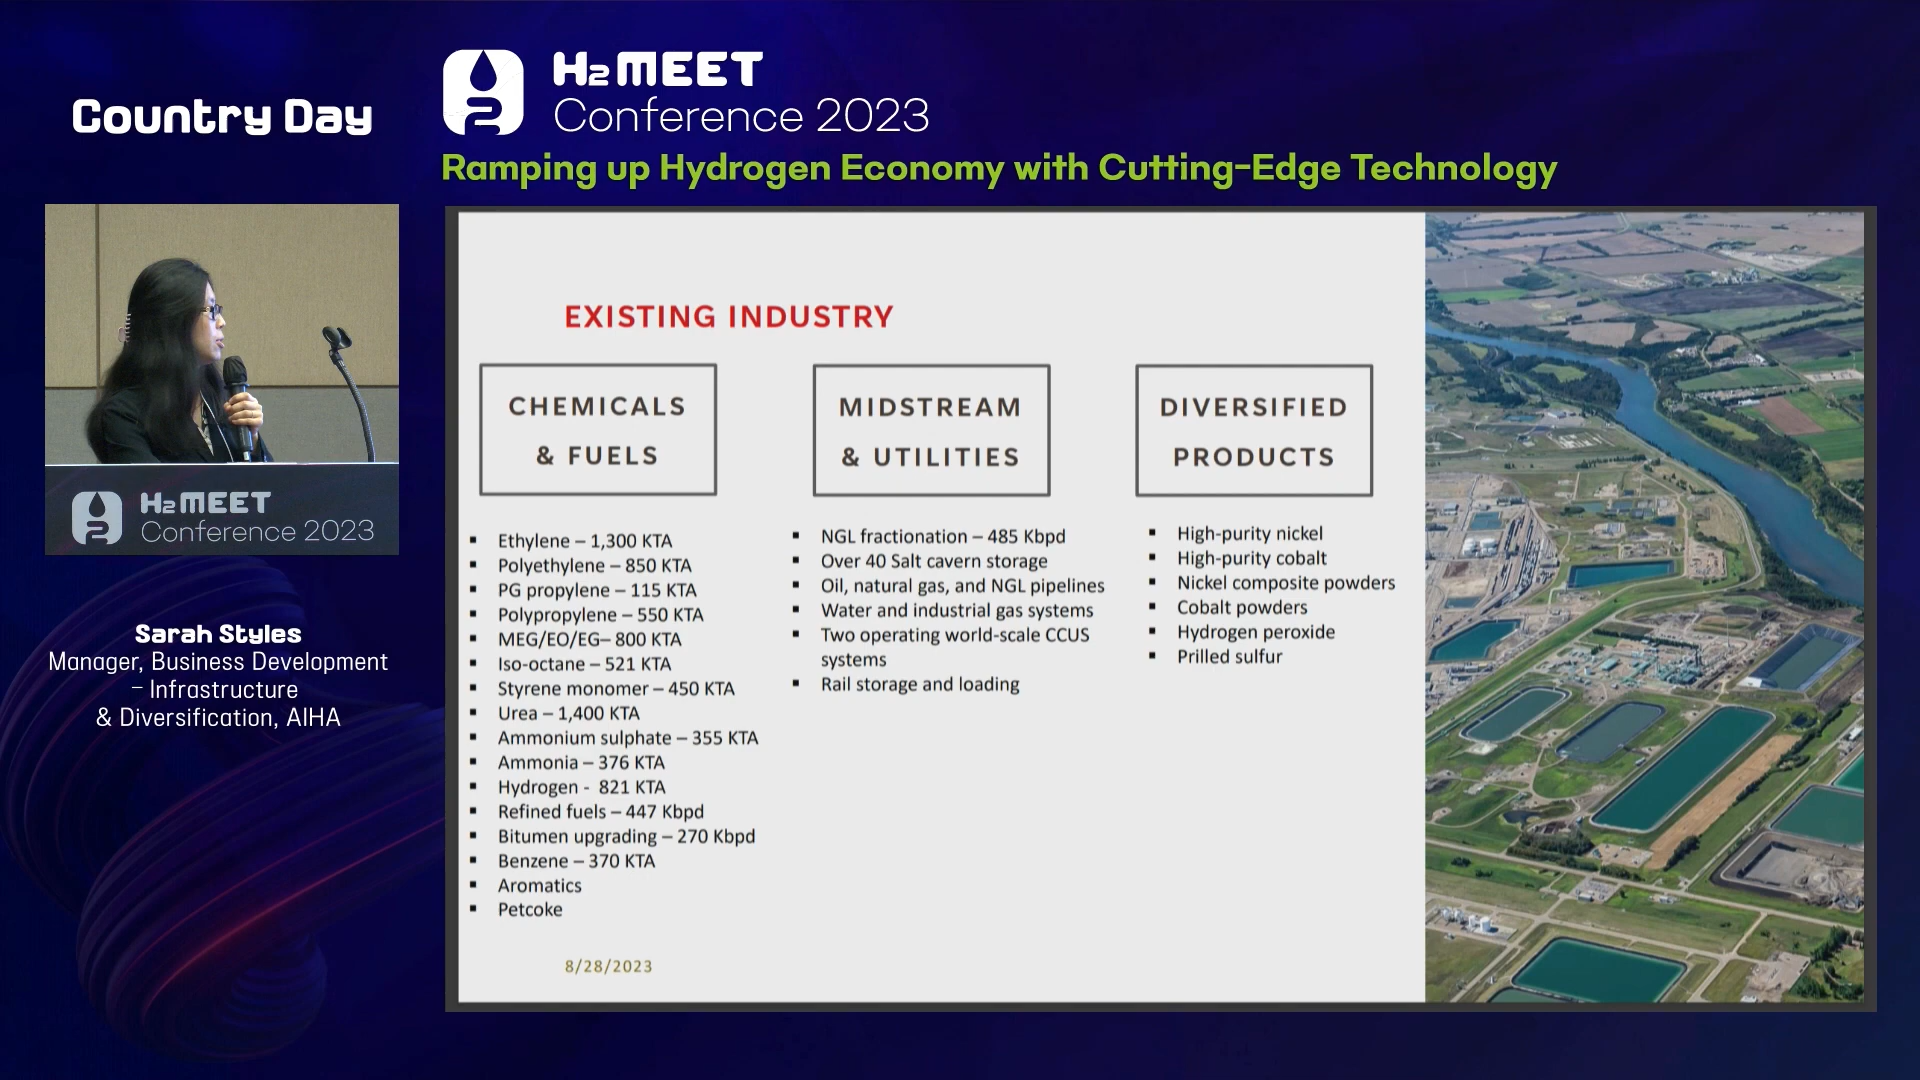 Country Day
H2 MEET
Conference 2023
Ramping up Hydrogen Economy with Cutting-Edge Technology
H2 MEET
Conference 2023
Sarah Styles
Manager, Business Development
– Infrastructure
& Diversification, AIHA
EXISTING INDUSTRY
CHEMICALS
& FUELS
▪ Ethylene – 1,300 KTA
▪ Polyethylene – 850 KTA
▪ PG propylene – 115 KTA
▪ Polypropylene – 550 KTA
▪ MEG/EO/EG– 800 KTA
▪ Iso-octane – 521 KTA
▪ Styrene monomer – 450 KTA
▪ Urea – 1,400 KTA
▪ Ammonium sulphate – 355 KTA
▪ Ammonia – 376 KTA
▪ Hydrogen - 821 KTA
▪ Refined fuels – 447 Kbpd
▪ Bitumen upgrading – 270 Kbpd
▪ Benzene – 370 KTA
▪ Aromatics
▪ Petcoke
MIDSTREAM
& UTILITIES
▪ NGL fractionation – 485 Kbpd
▪ Over 40 Salt cavern storage
▪ Oil, natural gas, and NGL pipelines
▪ Water and industrial gas systems
▪ Two operating world-scale CCUS
systems
▪ Rail storage and loading
DIVERSIFIED
PRODUCTS
▪ High-purity nickel
▪ High-purity cobalt
▪ Nickel composite powders
▪ Cobalt powders
▪ Hydrogen peroxide
▪ Prilled sulfur
8/28/2023